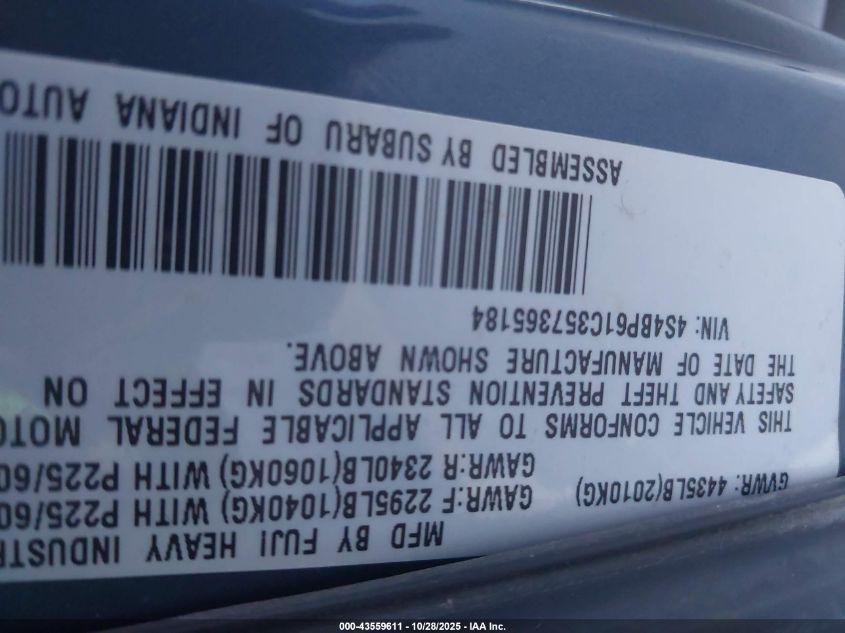 MFD BY FUJI HEAVY INDUSTR
GVWR: 4435LB(2010KG) GAWR:F 2295LB(1040KG) WITH P225/60
GAWR:R 2340LB(1060KG) WITH P225/60
THIS VEHICLE CONFORMS TO ALL APPLICABLE FEDERAL MOTO
SAFETY AND THEFT PREVENTION STANDARDS IN EFFECT ON
THE DATE OF MANUFACTURE SHOWN ABOVE.
VIN: 4S4BP61C357365184
ASSEMBLED BY SUBARU OF INDIANA AUTO
000-43559611 - 10/28/2025 - IAA Inc.